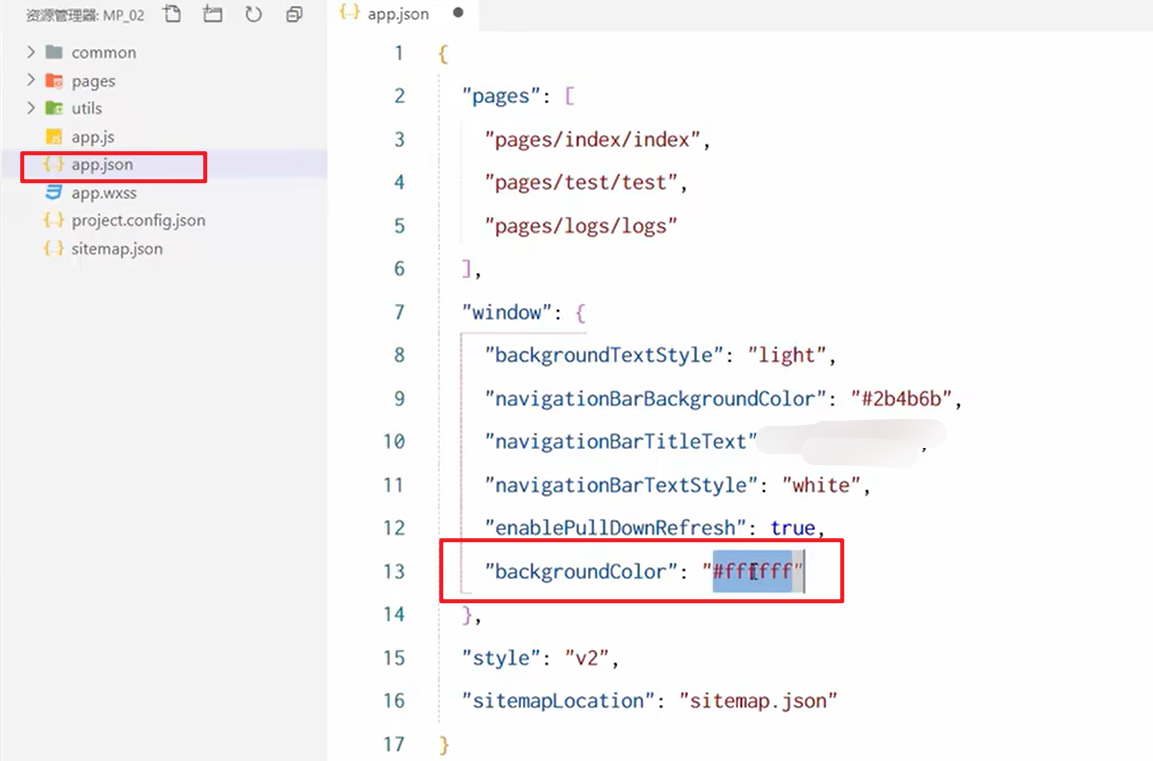 资源管理器: MP_02
common
pages
utils
app.js
app.json
app.wxss
project.config.json
sitemap.json
app.json
1 {
2 "pages": [
3 "pages/index/index",
4 "pages/test/test",
5 "pages/logs/logs"
6 ],
7 "window": {
8 "backgroundTextStyle": "light",
9 "navigationBarBackgroundColor": "#2b4b6b",
10 "navigationBarTitleText" ,
11 "navigationBarTextStyle": "white",
12 "enablePullDownRefresh": true,
13 "backgroundColor": "#ffffff"
14 },
15 "style": "v2",
16 "sitemapLocation": "sitemap.json"
17 }